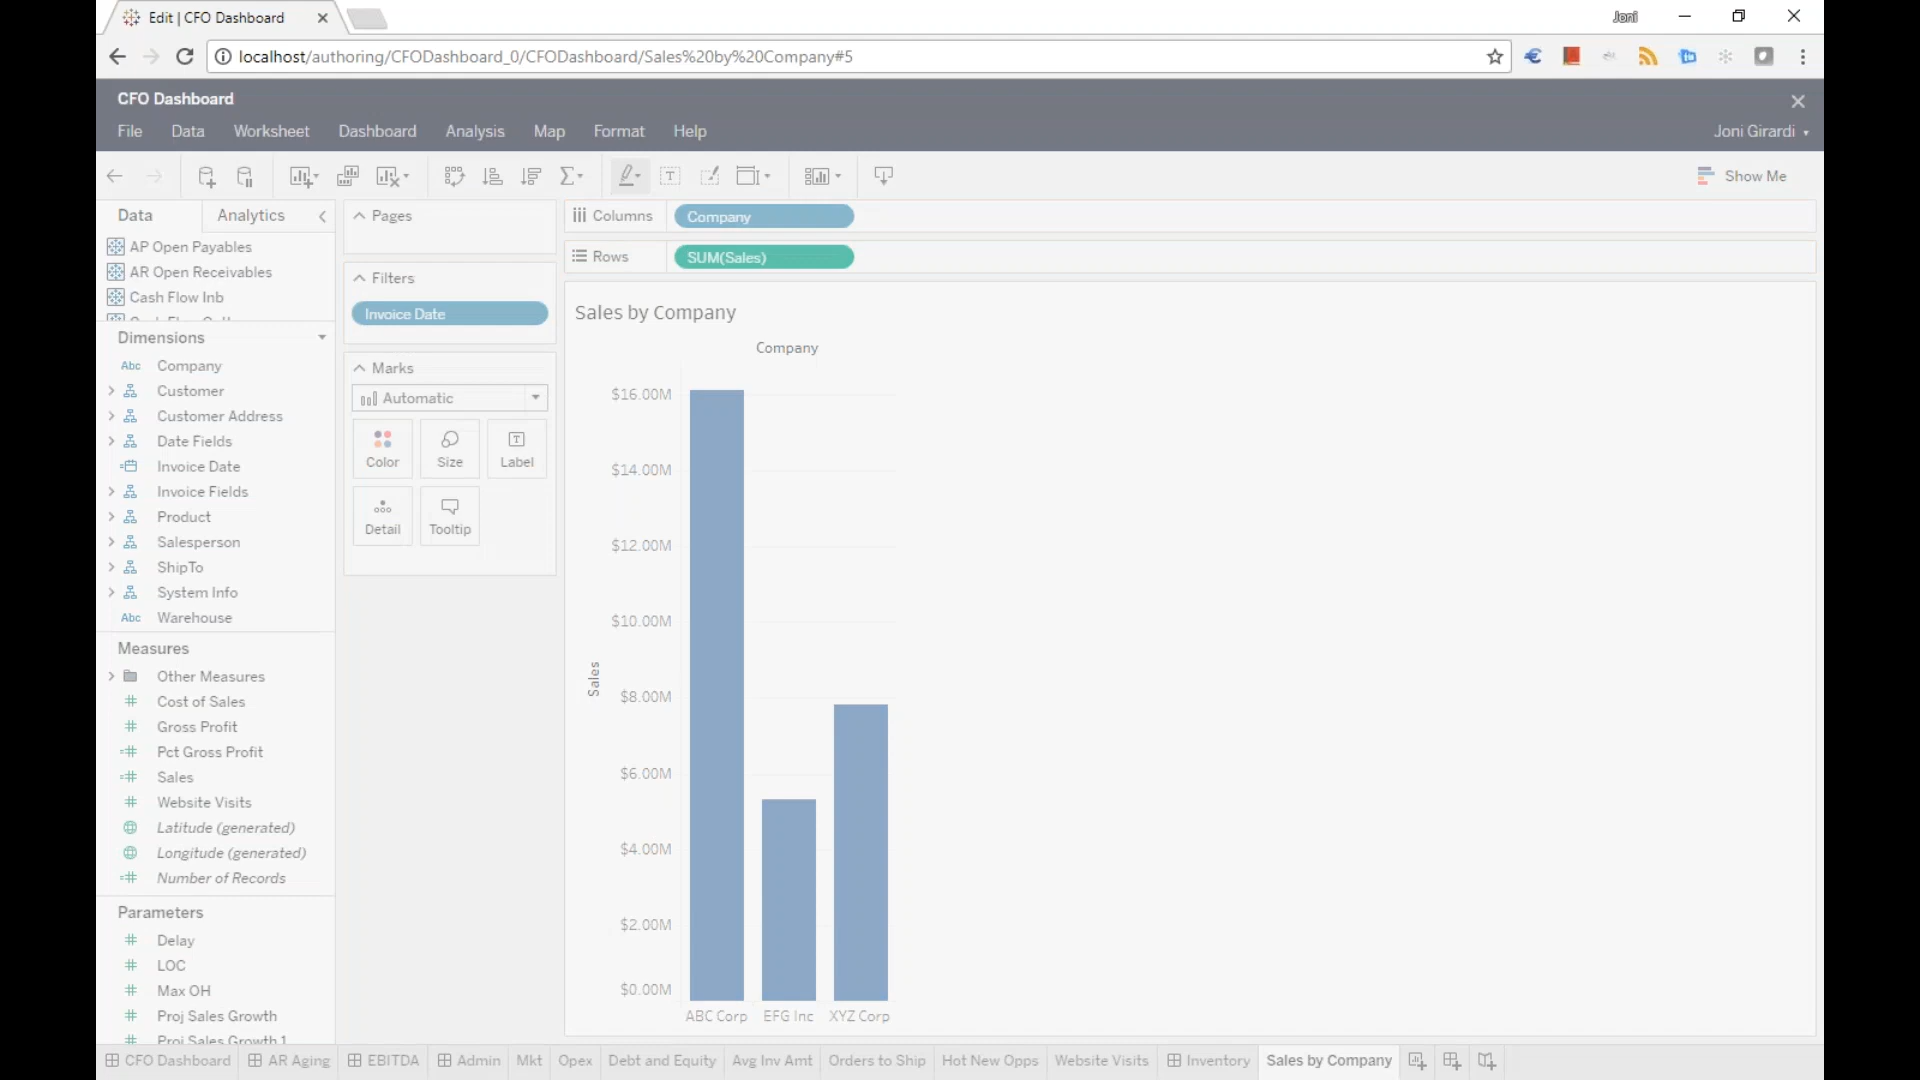 Edit | CFO Dashboard
Joni
localhost/authoring/CFODashboard_0/CFODashboard/Sales%20by%20Company#5
CFO Dashboard
File Data Worksheet Dashboard Analysis Map Format Help
Joni Girardi
Show Me
Data Analytics
AP Open Payables
AR Open Receivables
Cash Flow Inb
Dimensions
Abc Company
Customer
Customer Address
Date Fields
Invoice Date
Invoice Fields
Product
Salesperson
ShipTo
System Info
Abc Warehouse
Measures
Other Measures
Cost of Sales
Gross Profit
Pct Gross Profit
Sales
Website Visits
Latitude (generated)
Longitude (generated)
Number of Records
Parameters
Delay
LOC
Max OH
Proj Sales Growth
Proj Sales Growth 1
Pages
Filters
Invoice Date
Marks
Automatic
Color Size Label
Detail Tooltip
Columns Company
Rows SUM(Sales)
Sales by Company
Company
$16.00M
$14.00M
$12.00M
$10.00M
$8.00M
$6.00M
$4.00M
$2.00M
$0.00M
Sales
ABC Corp EFG Inc XYZ Corp
CFO Dashboard AR Aging EBITDA Admin Mkt Opex Debt and Equity Avg Inv Amt Orders to Ship Hot New Opps Website Visits Inventory Sales by Company